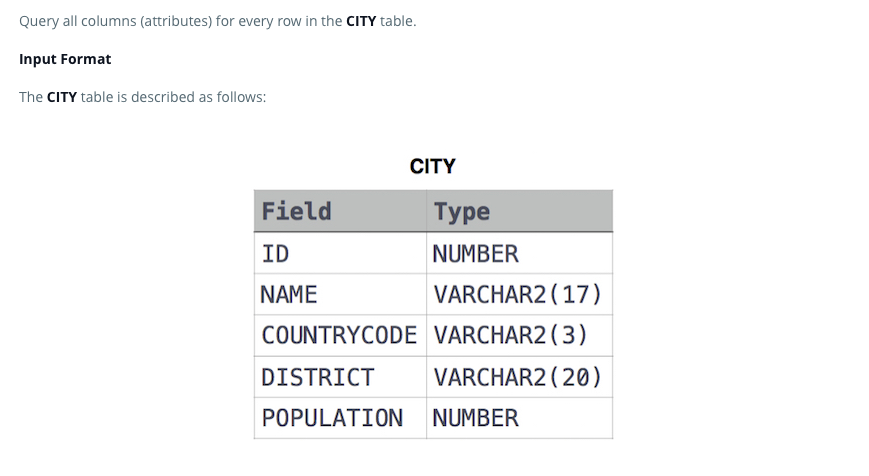 Query all columns (attributes) for every row in the CITY table.
Input Format
The CITY table is described as follows:
CITY
Field Type
ID NUMBER
NAME VARCHAR2(17)
COUNTRYCODE VARCHAR2(3)
DISTRICT VARCHAR2(20)
POPULATION NUMBER